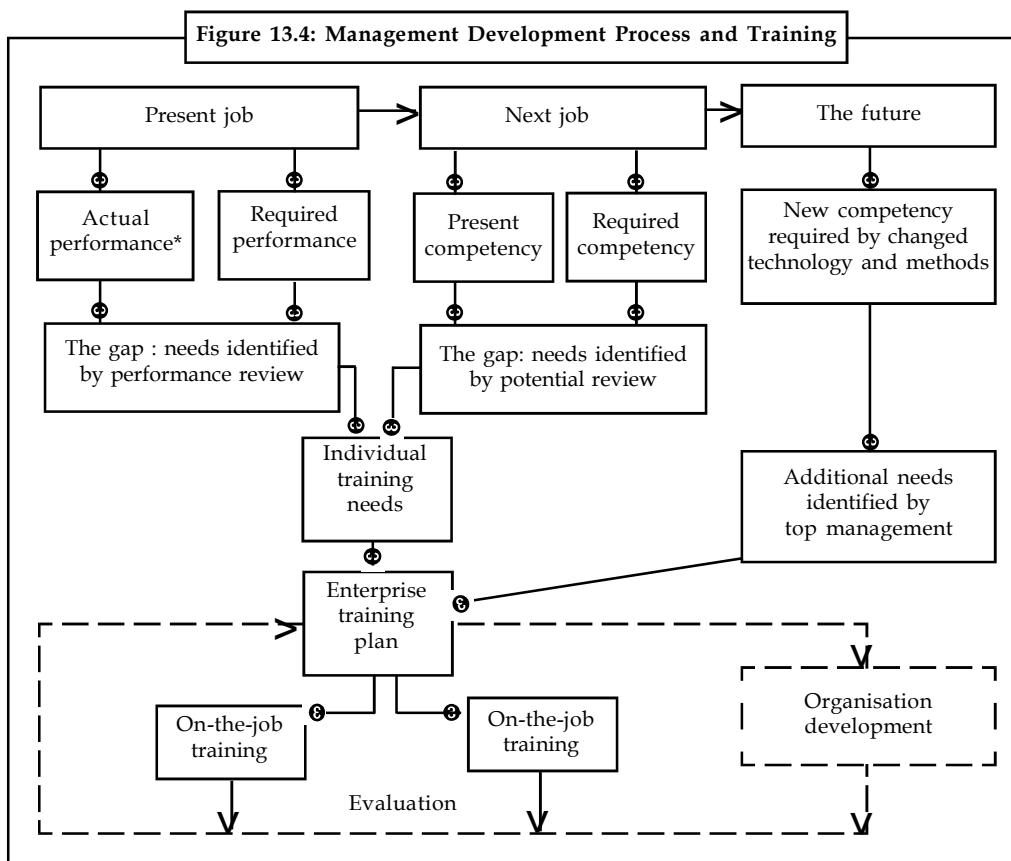 Figure 13.4: Management Development Process and Training
Present job
Next job
The future
Actual
performance*
Required
performance
Present
competency
Required
competency
New competency
required by changed
technology and methods
The gap : needs identified
by performance review
The gap: needs identified
by potential review
Individual
training
needs
Additional needs
identified by
top management
Enterprise
training
plan
On-the-job
training
On-the-job
training
Organisation
development
Evaluation